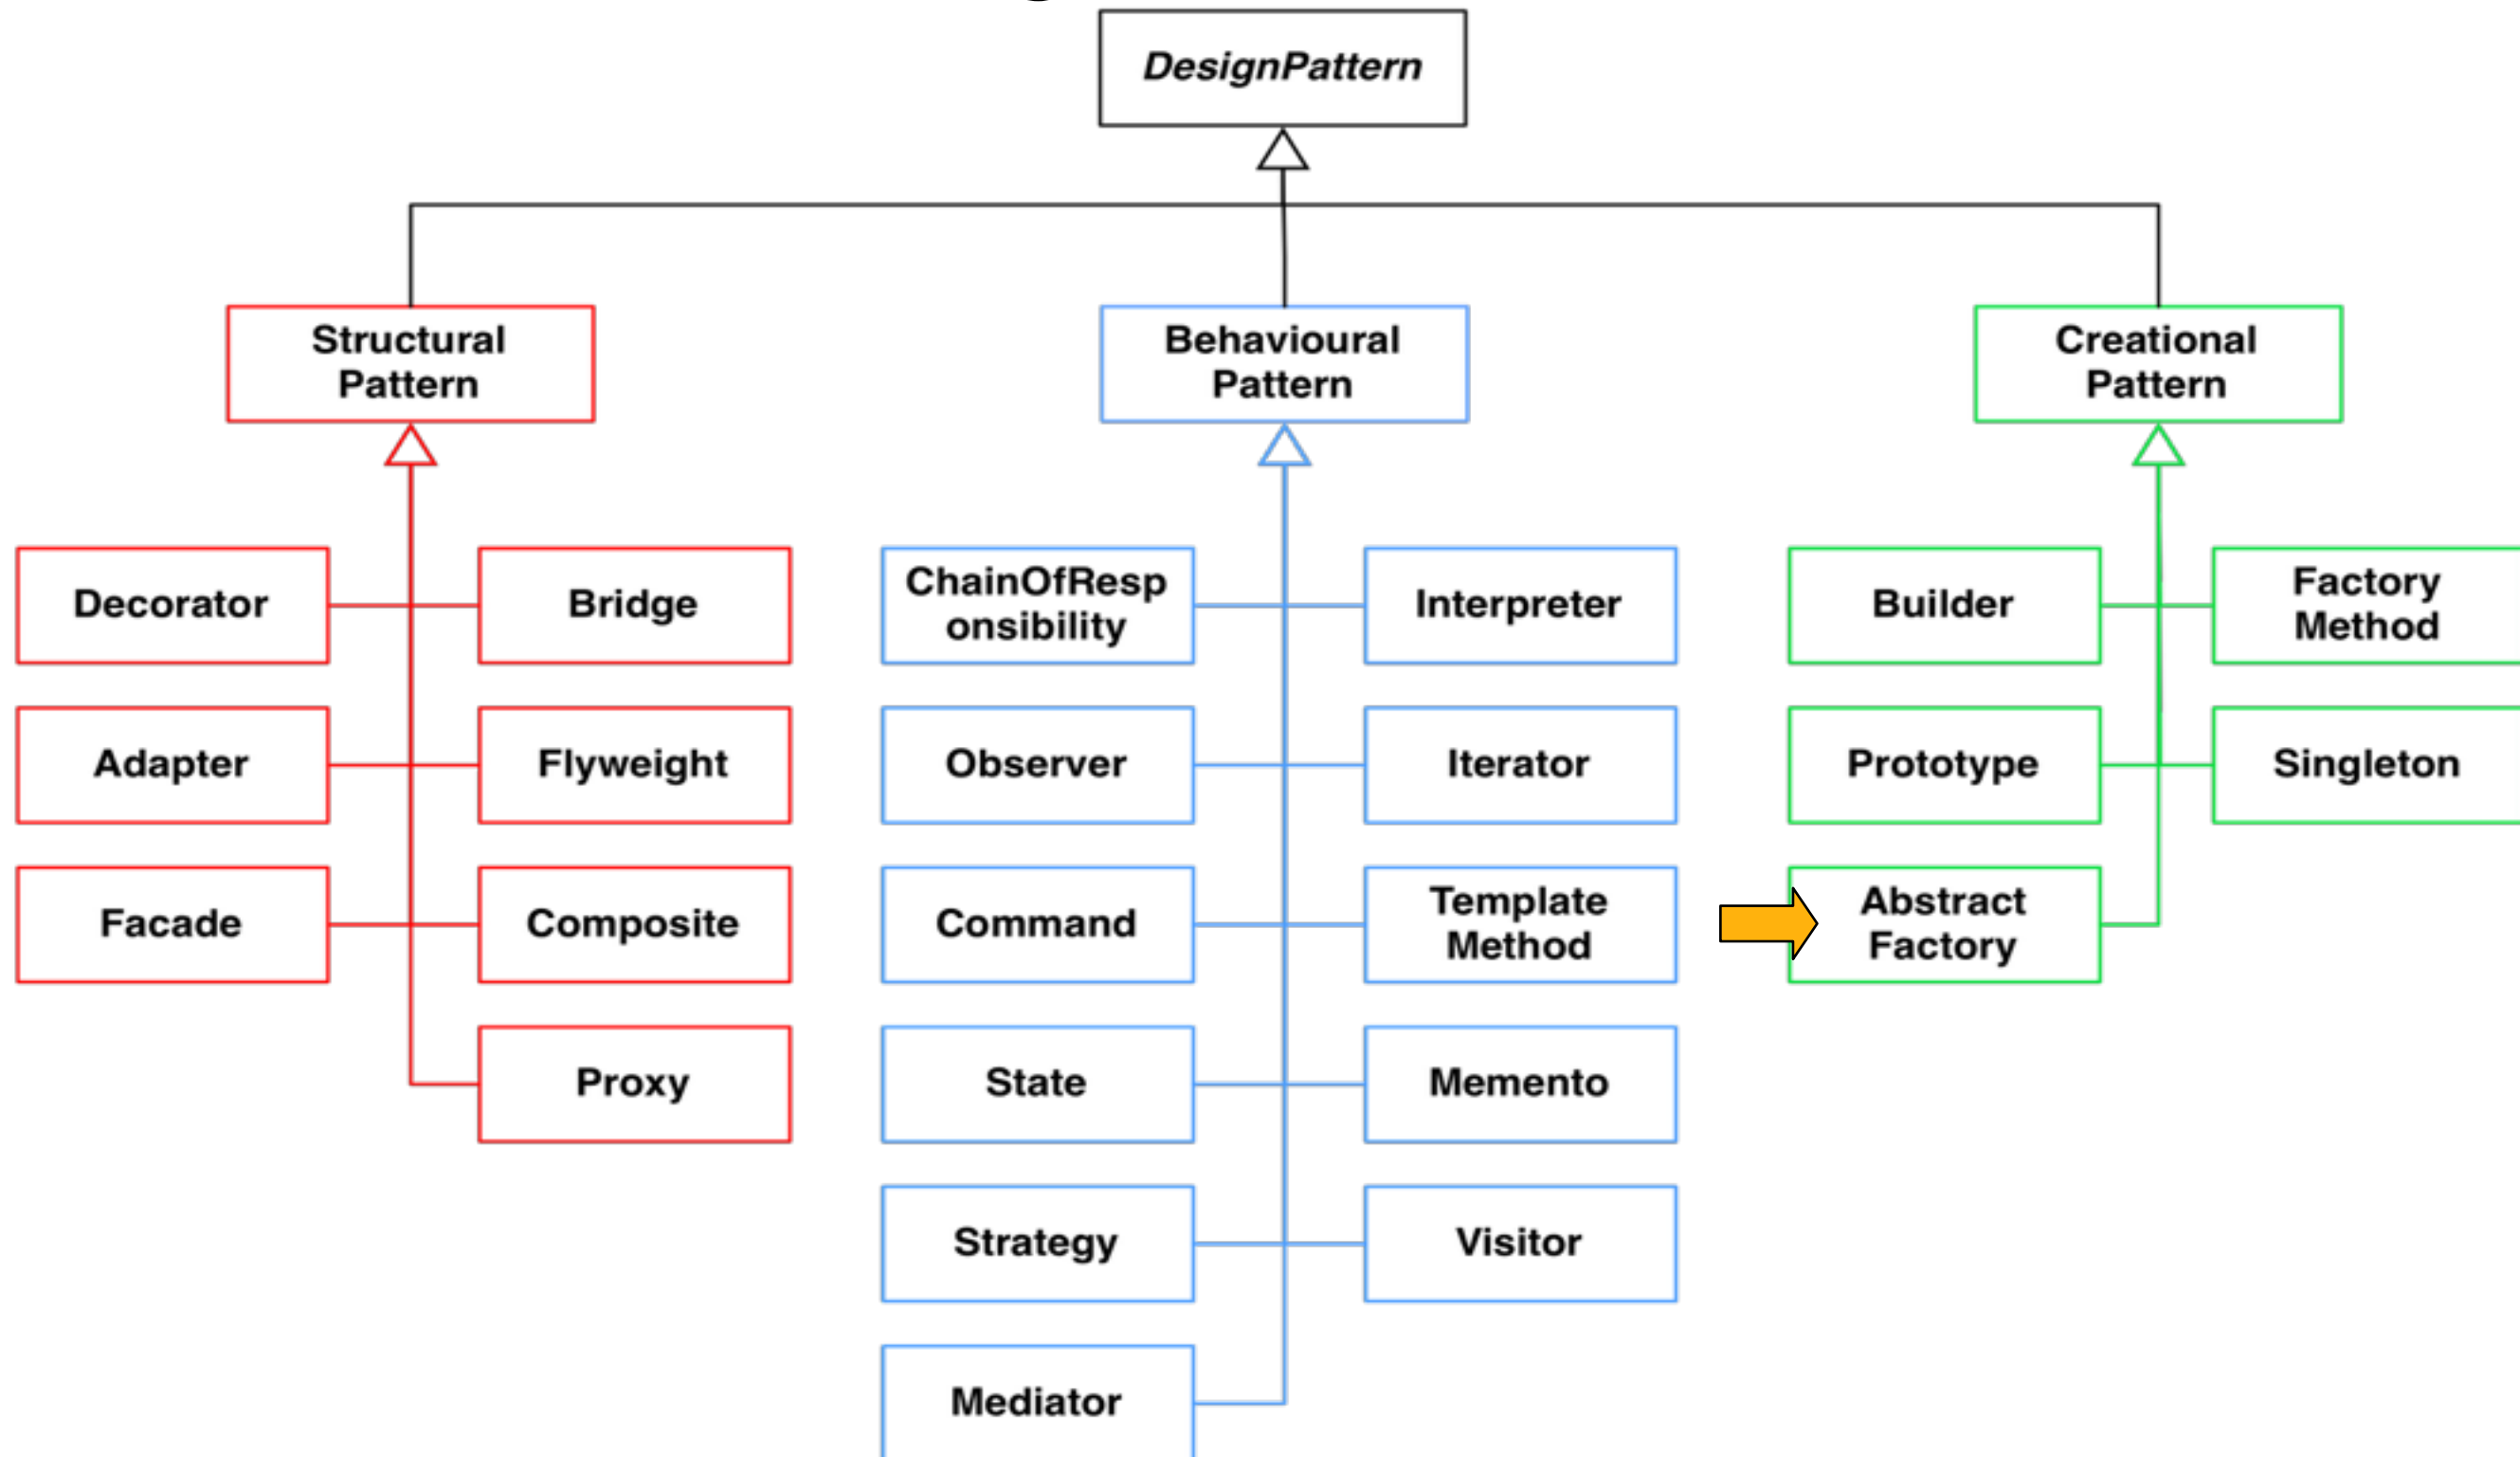 DesignPattern
Structural
Pattern
Behavioural
Pattern
Creational
Pattern
Decorator
Bridge
ChainOfResp
onsibility
Interpreter
Builder
Factory
Method
Adapter
Flyweight
Observer
Iterator
Prototype
Singleton
Facade
Composite
Command
Template
Method
Abstract
Factory
Proxy
State
Memento
Strategy
Visitor
Mediator